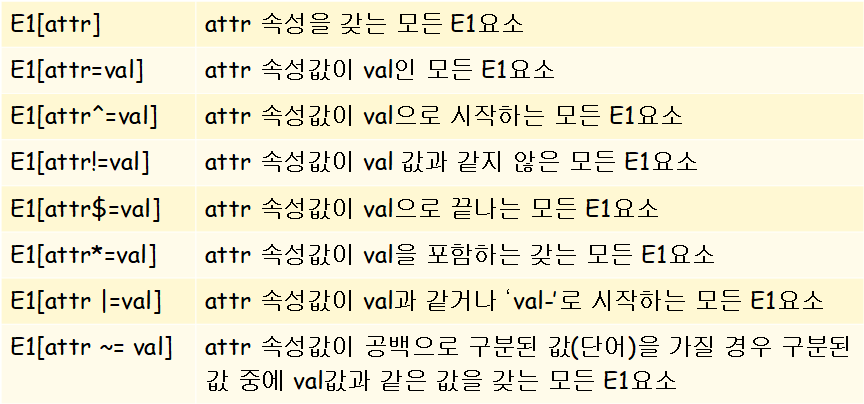 E1[attr] attr 속성을 갖는 모든 E1요소
E1[attr=val] attr 속성값이 val인 모든 E1요소
E1[attr^=val] attr 속성값이 val으로 시작하는 모든 E1요소
E1[attr!=val] attr 속성값이 val 값과 같지 않은 모든 E1요소
E1[attr$=val] attr 속성값이 val으로 끝나는 모든 E1요소
E1[attr*=val] attr 속성값이 val을 포함하는 갖는 모든 E1요소
E1[attr |=val] attr 속성값이 val과 같거나 ‘val-’로 시작하는 모든 E1요소
E1[attr ~= val] attr 속성값이 공백으로 구분된 값(단어)을 가질 경우 구분된
값 중에 val값과 같은 값을 갖는 모든 E1요소